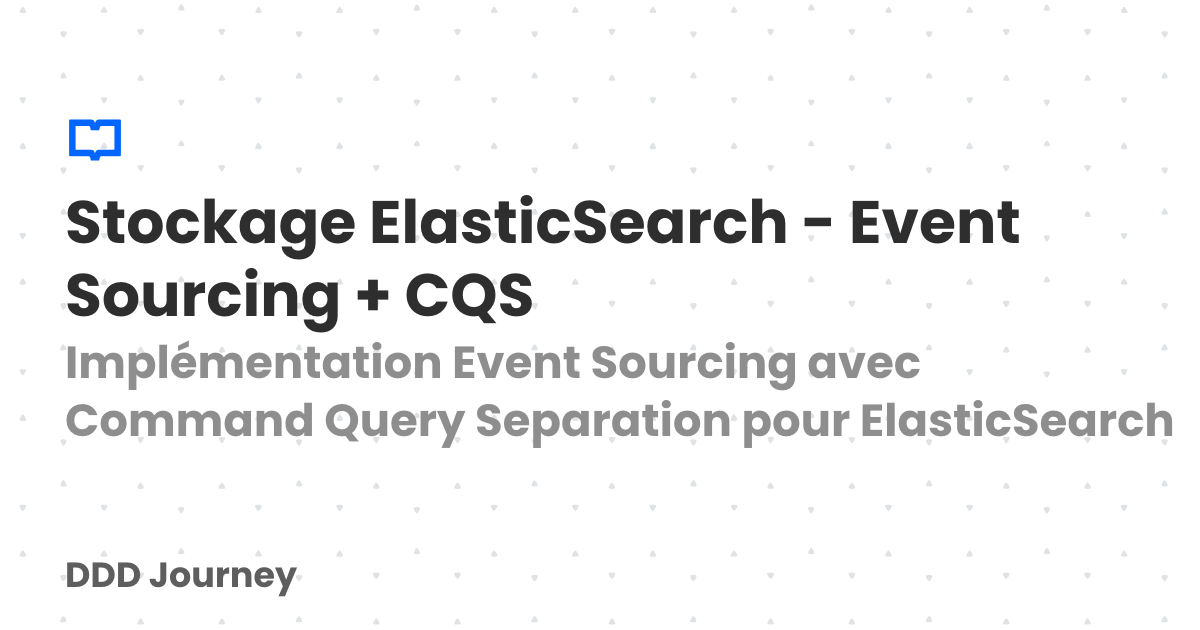 Stockage ElasticSearch - Event
Sourcing + CQS
Implémentation Event Sourcing avec
Command Query Separation pour ElasticSearch
DDD Journey